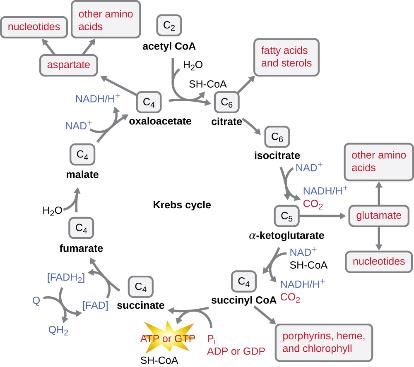 nucleotides
other amino
acids
aspartate
C2
acetyl CoA
H2O
SH-CoA
fatty acids
and sterols
NADH/H+
NAD+
C4
oxaloacetate
C6
citrate
C6
isocitrate
NAD+
NADH/H+
CO2
other amino
acids
C4
malate
H2O
Krebs cycle
C5
α-ketoglutarate
glutamate
nucleotides
C4
fumarate
NAD+
SH-CoA
NADH/H+
CO2
[FADH2]
Q
QH2
[FAD]
C4
succinate
C4
succinyl CoA
ATP or GTP
SH-CoA
Pi
ADP or GDP
porphyrins, heme,
and chlorophyll